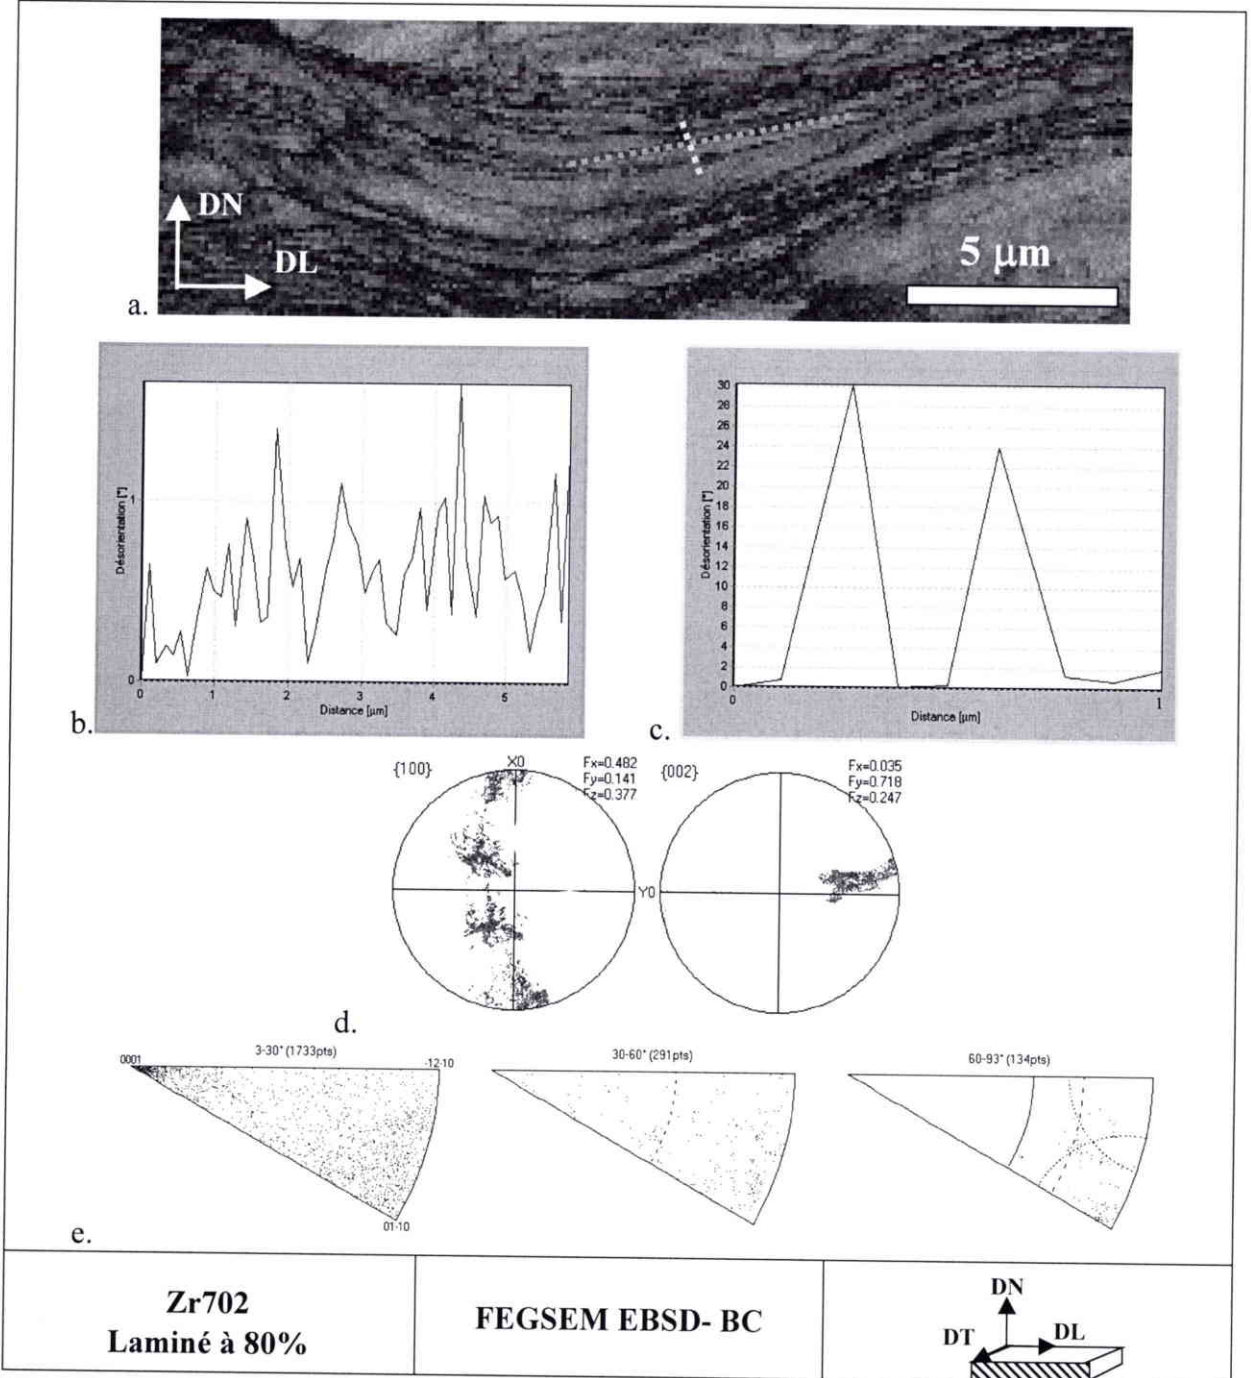 DN
DL
5 µm
a.
Désorientation [°]
1
0
0
1
2
3
4
5
Distance [µm]
b.
30
28
26
24
22
20
18
16
14
12
10
8
6
4
2
0
Désorientation [°]
0
1
Distance [µm]
c.
{100}
X0
Fx=0.482
Fy=0.141
Fz=0.377
Y0
{002}
Fx=0.035
Fy=0.718
Fz=0.247
d.
0001
3-30° (1733pts)
-12-10
01-10
30-60° (291pts)
60-93° (134pts)
e.
Zr702
Laminé à 80%
FEGSEM EBSD- BC
DN
DT
DL